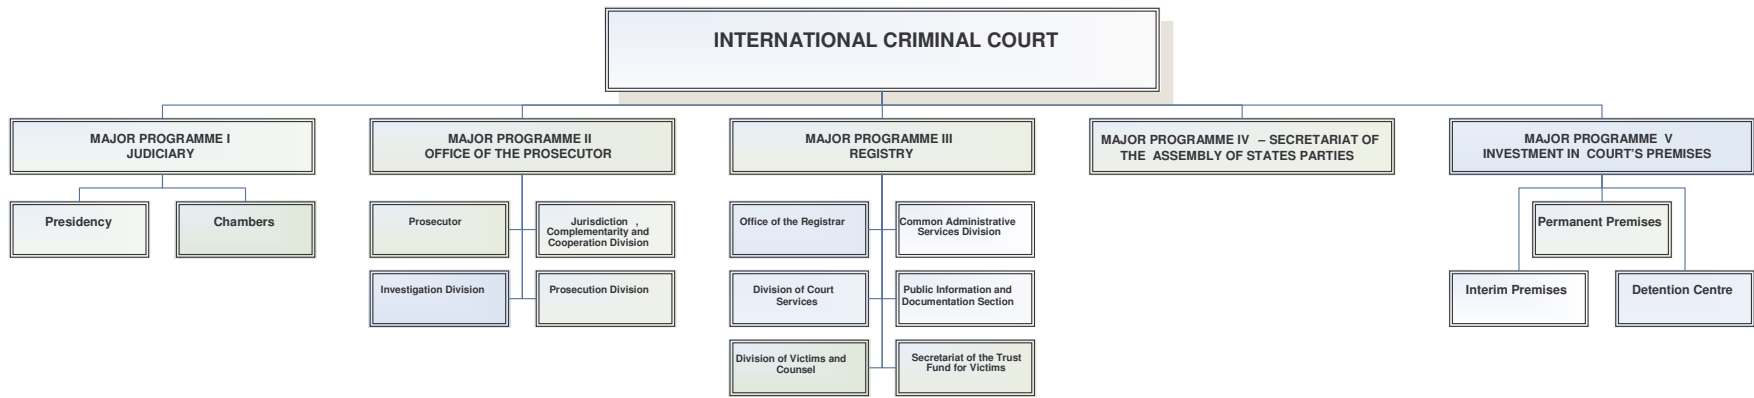 INTERNATIONAL CRIMINAL COURT
MAJOR PROGRAMME I
JUDICIARY
MAJOR PROGRAMME II
OFFICE OF THE PROSECUTOR
MAJOR PROGRAMME III
REGISTRY
MAJOR PROGRAMME IV – SECRETARIAT OF
THE ASSEMBLY OF STATES PARTIES
MAJOR PROGRAMME V
INVESTMENT IN COURT'S PREMISES
Presidency
Chambers
Prosecutor
Jurisdiction ,
Complementarity and
Cooperation Division
Investigation Division
Prosecution Division
Office of the Registrar
Common Administrative
Services Division
Division of Court
Services
Public Information and
Documentation Section
Division of Victims and
Counsel
Secretariat of the Trust
Fund for Victims
Permanent Premises
Interim Premises
Detention Centre